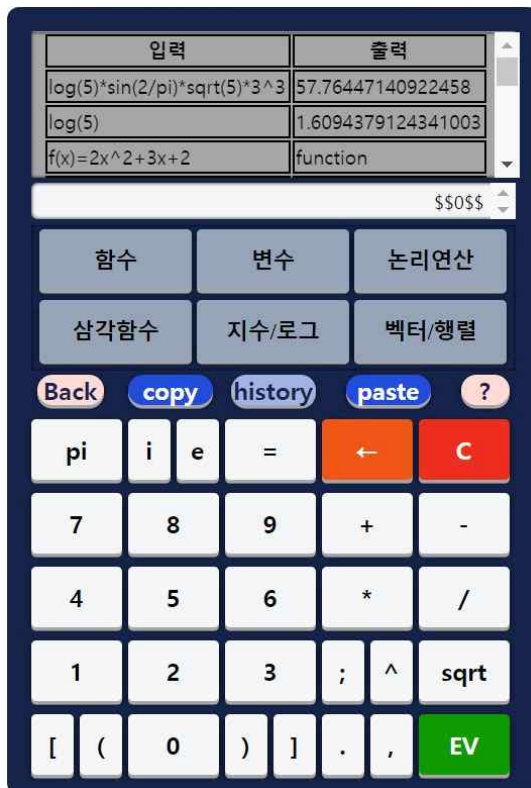 입력 출력
log(5)*sin(2/pi)*sqrt(5)*3^3 57.76447140922458
log(5) 1.6094379124341003
f(x)=2x^2+3x+2 function
$$0$$
함수 변수 논리연산
삼각함수 지수/로그 벡터/행렬
Back copy history paste ?
pi i e = ← C
7 8 9 + -
4 5 6 * /
1 2 3 ; ^ sqrt
[ ( 0 ) ] . , EV